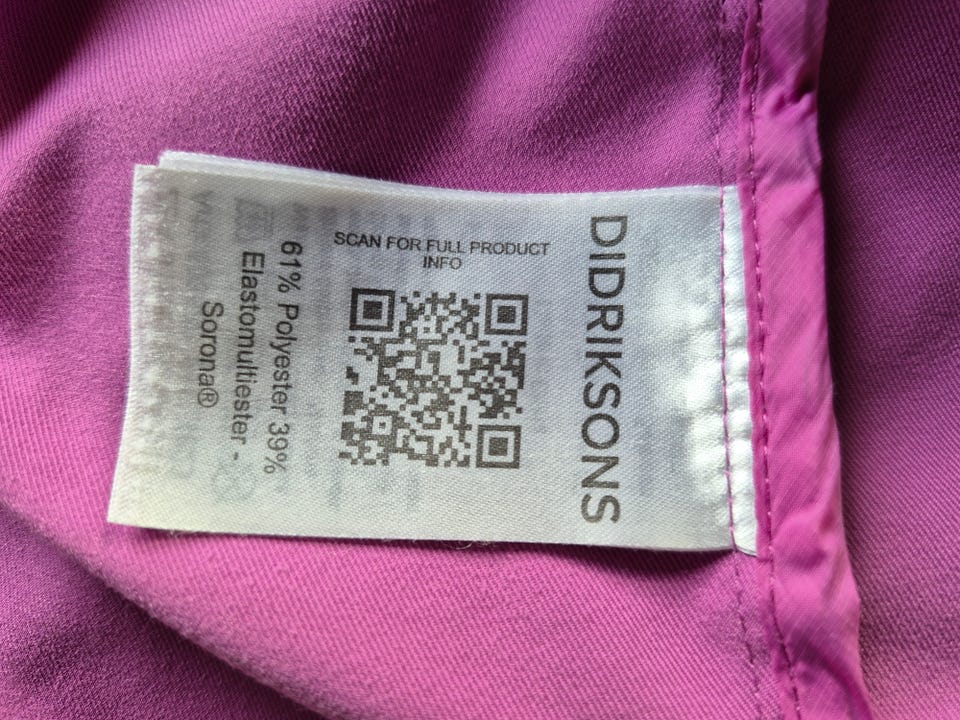 DIDRIKSONS
SCAN FOR FULL PRODUCT
INFO
61% Polyester 39%
Elastomultiester -
Sorona®